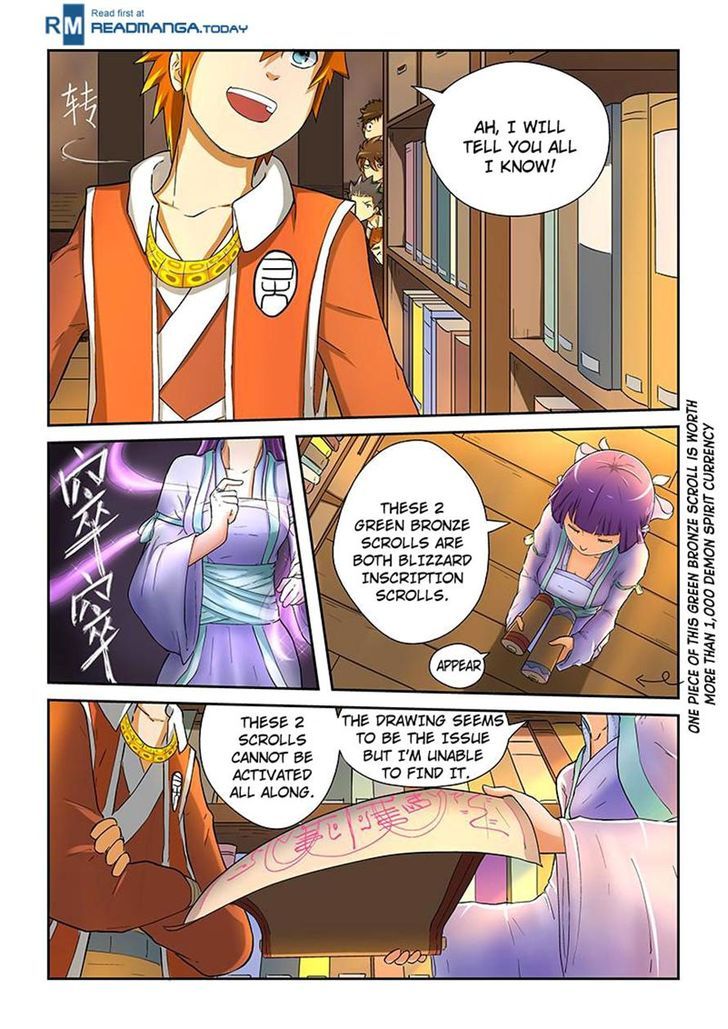 Read first at
RM READMANGA.TODAY
转
AH, I WILL
TELL YOU ALL
I KNOW!
窣
窣
THESE 2
GREEN BRONZE
SCROLLS ARE
BOTH BLIZZARD
INSCRIPTION
SCROLLS.
APPEAR
ONE PIECE OF THIS GREEN BRONZE SCROLL IS WORTH
MORE THAN 1,000 DEMON SPIRIT CURRENCY
THESE 2
SCROLLS
CANNOT BE
ACTIVATED
ALL ALONG.
THE DRAWING SEEMS
TO BE THE ISSUE
BUT I'M UNABLE
TO FIND IT.